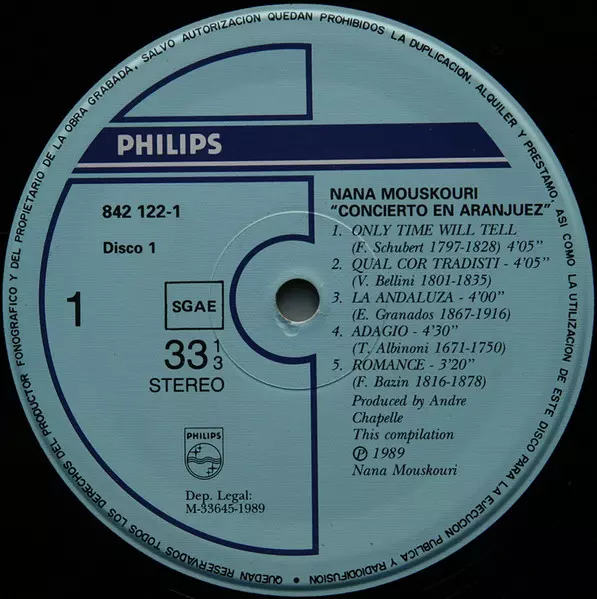 QUEDAN RESERVADOS TODOS LOS DERECHOS DEL PRODUCTOR FONOGRAFICO Y DEL PROPIETARIO DE LA OBRA GRABADA, SALVO AUTORIZACION QUEDAN PROHIBIDOS LA DUPLICACION, ALQUILER Y PRESTAMO, ASI COMO LA UTILIZACION DE ESTE DISCO PARA LA EJECUCION PUBLICA Y RADIODIFUSION •
PHILIPS
842 122-1
Disco 1
1
SGAE
33 1/3
STEREO
PHILIPS
Dep. Legal:
M-33645-1989
NANA MOUSKOURI
"CONCIERTO EN ARANJUEZ"
1. ONLY TIME WILL TELL
(F. Schubert 1797-1828) 4'05"
2. QUAL COR TRADISTI - 4'05"
(V. Bellini 1801-1835)
3. LA ANDALUZA - 4'00"
(E. Granados 1867-1916)
4. ADAGIO - 4'30"
(T. Albinoni 1671-1750)
5. ROMANCE - 3'20"
(F. Bazin 1816-1878)
Produced by Andre
Chapelle
This compilation
℗ 1989
Nana Mouskouri